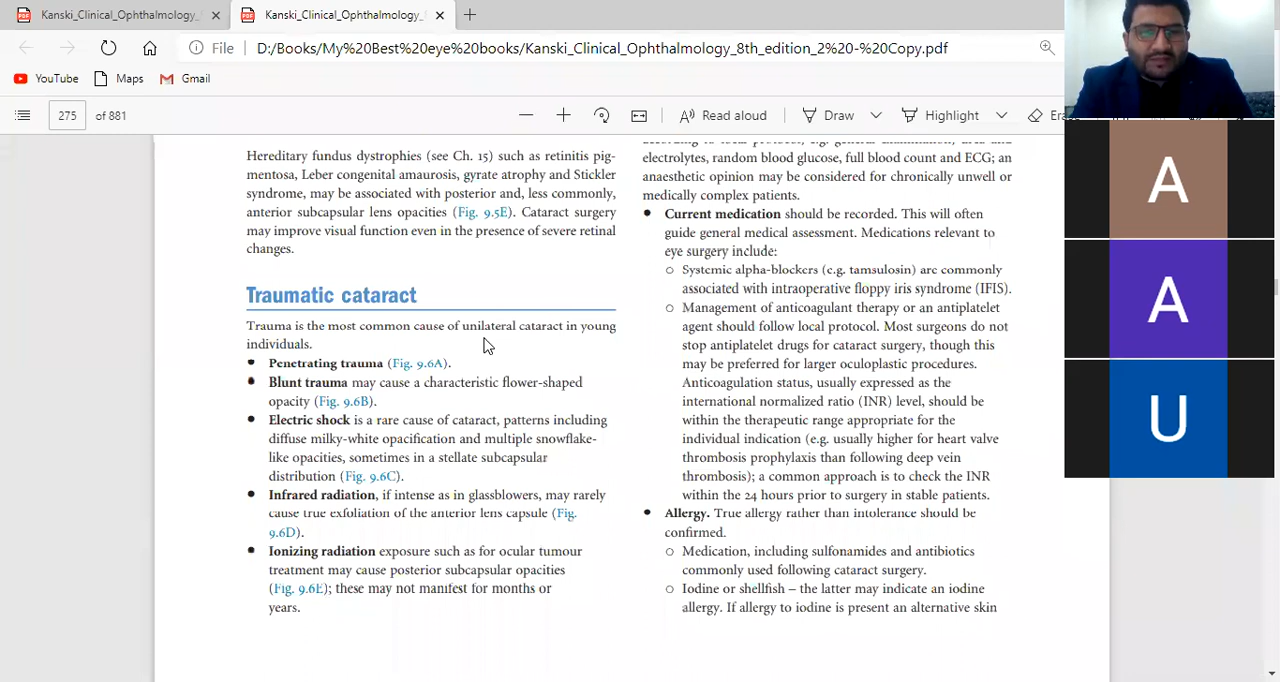 Kanski_Clinical_Ophthalmology_
Kanski_Clinical_Ophthalmology_
File D:/Books/My%20Best%20eye%20books/Kanski_Clinical_Ophthalmology_8th_edition_2%20-%20Copy.pdf
YouTube Maps Gmail
275 of 881 Read aloud Draw Highlight
Hereditary fundus dystrophies (see Ch. 15) such as retinitis pig-
mentosa, Leber congenital amaurosis, gyrate atrophy and Stickler
syndrome, may be associated with posterior and, less commonly,
anterior subcapsular lens opacities (Fig. 9.5E). Cataract surgery
may improve visual function even in the presence of severe retinal
changes.
Traumatic cataract
Trauma is the most common cause of unilateral cataract in young
individuals.
• Penetrating trauma (Fig. 9.6A).
• Blunt trauma may cause a characteristic flower-shaped
opacity (Fig. 9.6B).
• Electric shock is a rare cause of cataract, patterns including
diffuse milky-white opacification and multiple snowflake-
like opacities, sometimes in a stellate subcapsular
distribution (Fig. 9.6C).
• Infrared radiation, if intense as in glassblowers, may rarely
cause true exfoliation of the anterior lens capsule (Fig.
9.6D).
• Ionizing radiation exposure such as for ocular tumour
treatment may cause posterior subcapsular opacities
(Fig. 9.6E); these may not manifest for months or
years.
electrolytes, random blood glucose, full blood count and ECG; an
anaesthetic opinion may be considered for chronically unwell or
medically complex patients.
• Current medication should be recorded. This will often
guide general medical assessment. Medications relevant to
eye surgery include:
○ Systemic alpha-blockers (e.g. tamsulosin) are commonly
associated with intraoperative floppy iris syndrome (IFIS).
○ Management of anticoagulant therapy or an antiplatelet
agent should follow local protocol. Most surgeons do not
stop antiplatelet drugs for cataract surgery, though this
may be preferred for larger oculoplastic procedures.
Anticoagulation status, usually expressed as the
international normalized ratio (INR) level, should be
within the therapeutic range appropriate for the
individual indication (e.g. usually higher for heart valve
thrombosis prophylaxis than following deep vein
thrombosis); a common approach is to check the INR
within the 24 hours prior to surgery in stable patients.
• Allergy. True allergy rather than intolerance should be
confirmed.
○ Medication, including sulfonamides and antibiotics
commonly used following cataract surgery.
○ Iodine or shellfish – the latter may indicate an iodine
allergy. If allergy to iodine is present an alternative skin
A
A
U